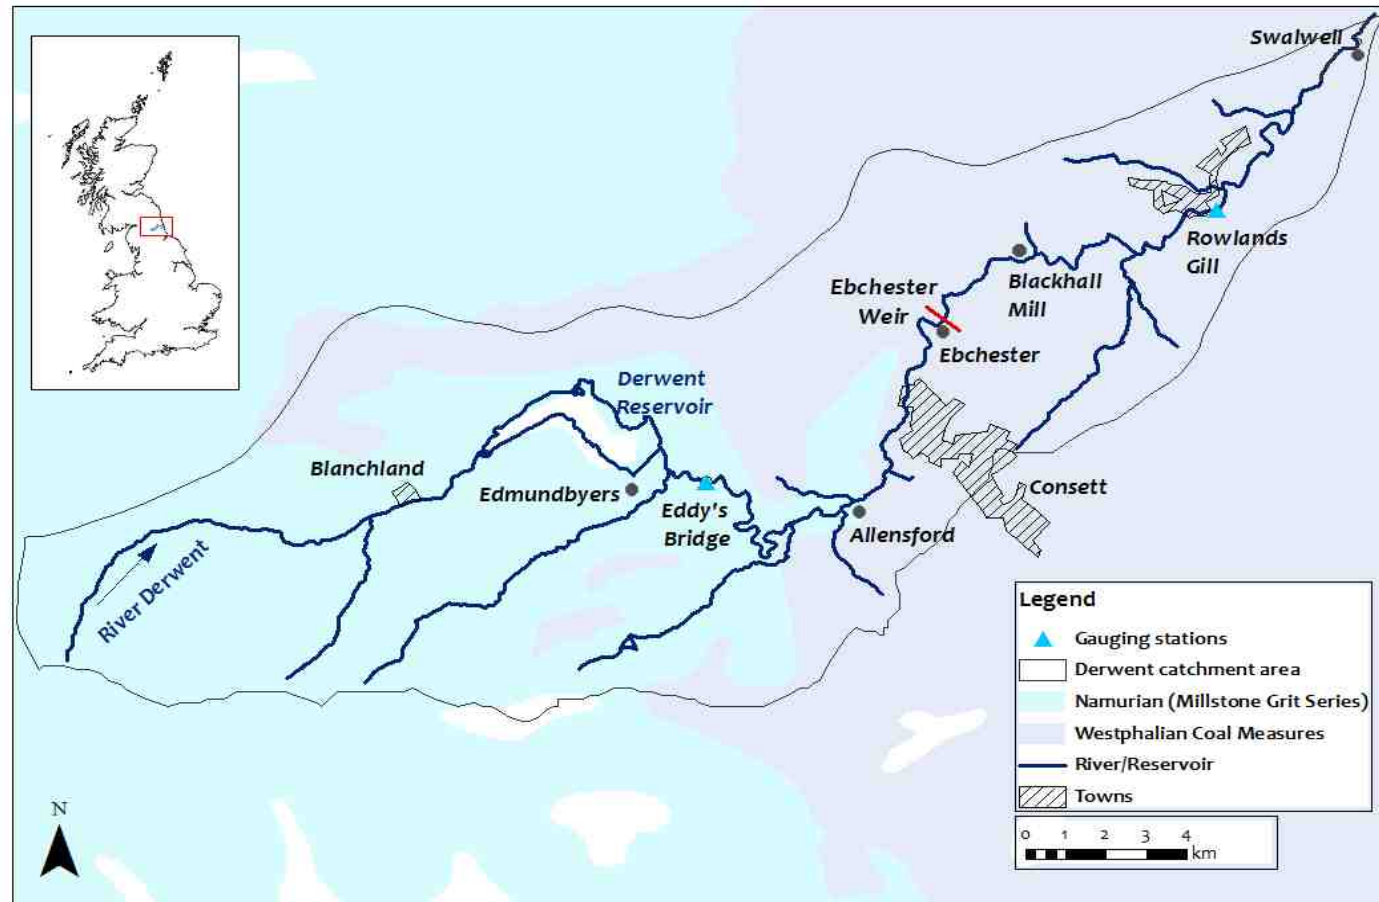 Swalwell
Rowlands
Gill
Blackhall
Mill
Ebchester
Weir
Ebchester
Derwent
Reservoir
Blanchland
Edmundbyers
Eddy's
Bridge
Allensford
Consett
River Derwent
Legend
Gauging stations
Derwent catchment area
Namurian (Millstone Grit Series)
Westphalian Coal Measures
River/Reservoir
Towns
0 1 2 3 4
km
N